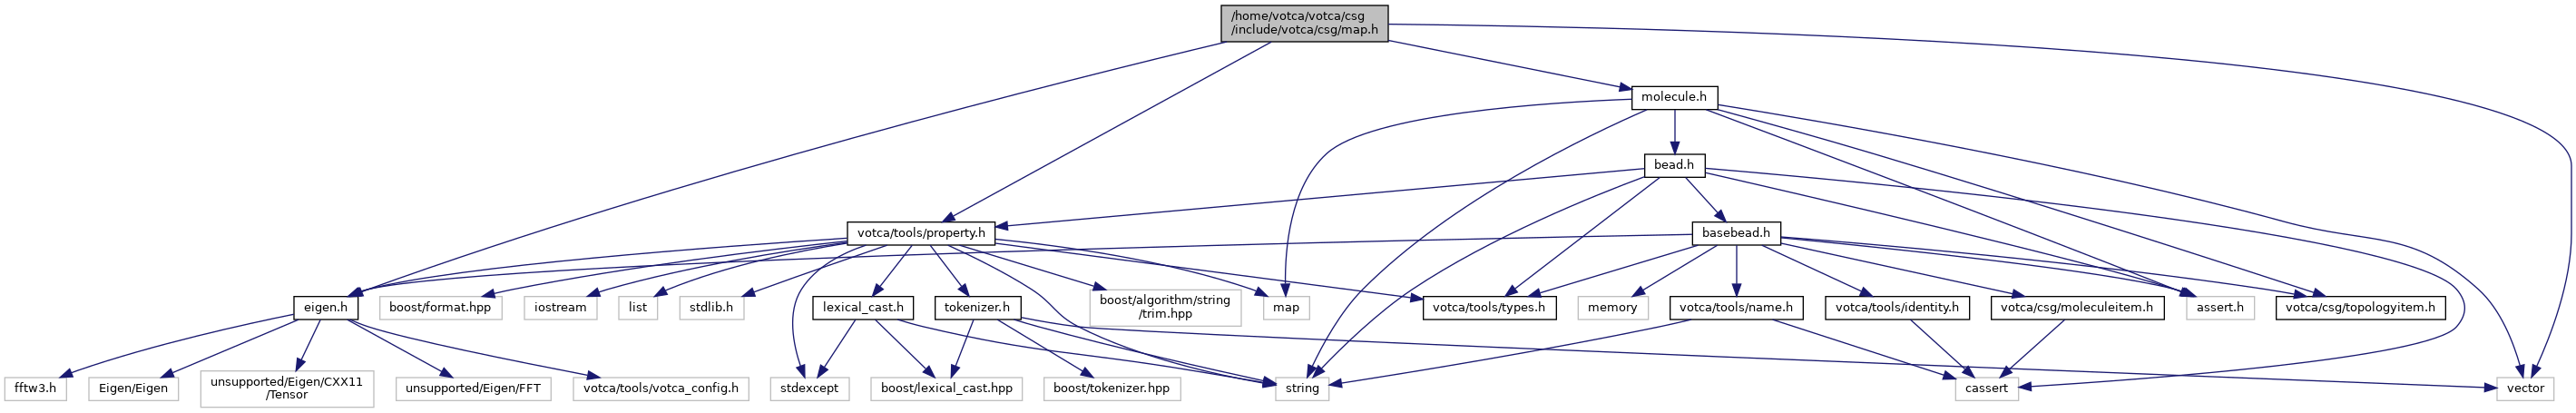 /home/votca/votca/csg
/include/votca/csg/map.h
molecule.h
bead.h
votca/tools/property.h
basebead.h
eigen.h
boost/format.hpp
iostream
list
stdlib.h
lexical_cast.h
tokenizer.h
boost/algorithm/string
/trim.hpp
map
votca/tools/types.h
memory
votca/tools/name.h
votca/tools/identity.h
votca/csg/moleculeitem.h
assert.h
votca/csg/topologyitem.h
fftw3.h
Eigen/Eigen
unsupported/Eigen/CXX11
/Tensor
unsupported/Eigen/FFT
votca/tools/votca_config.h
stdexcept
boost/lexical_cast.hpp
boost/tokenizer.hpp
string
cassert
vector